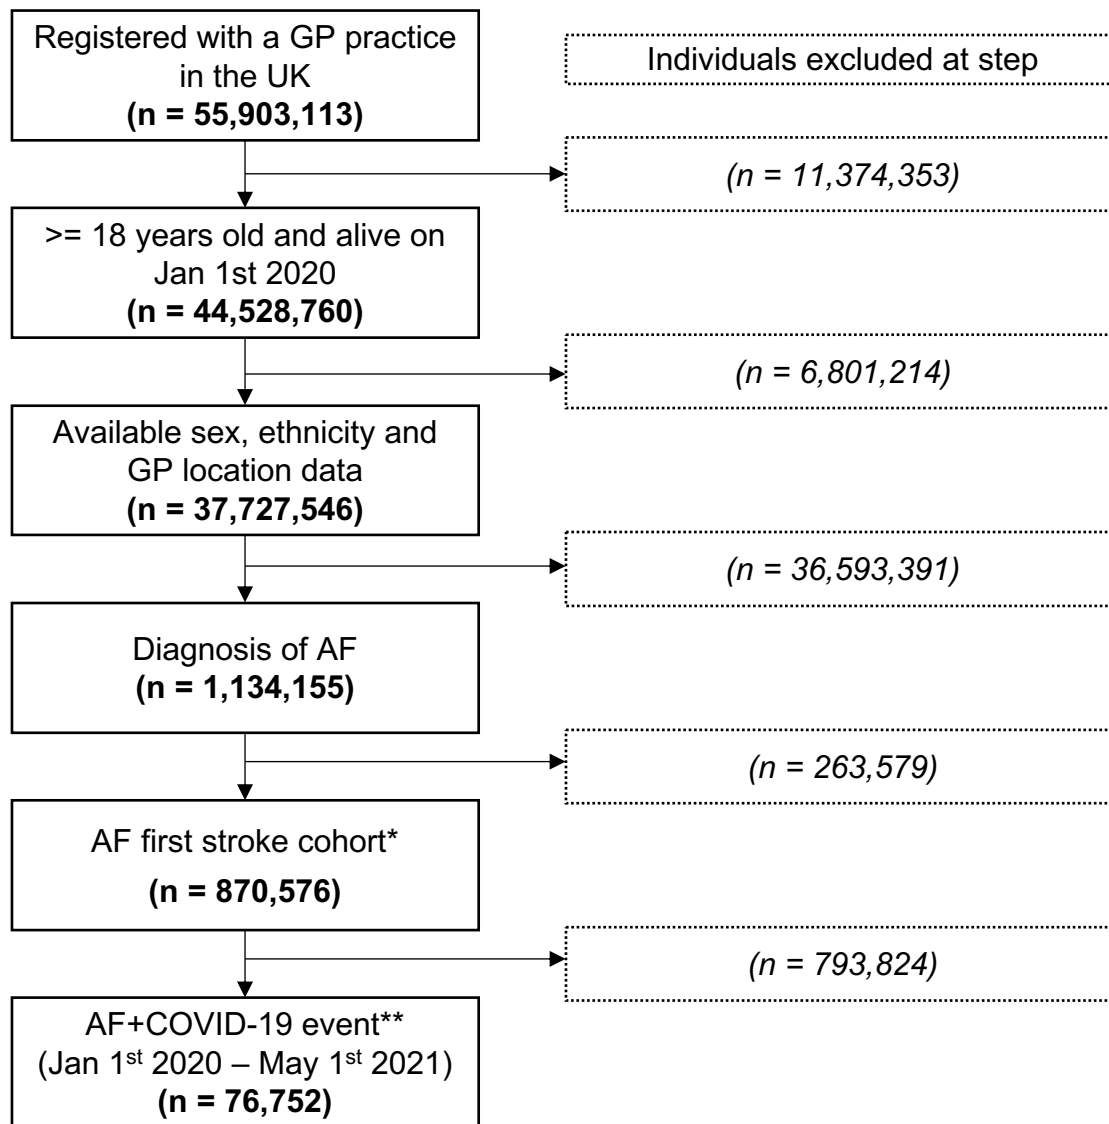 Registered with a GP practice
in the UK
(n = 55,903,113)
Individuals excluded at step
(n = 11,374,353)
>= 18 years old and alive on
Jan 1st 2020
(n = 44,528,760)
(n = 6,801,214)
Available sex, ethnicity and
GP location data
(n = 37,727,546)
(n = 36,593,391)
Diagnosis of AF
(n = 1,134,155)
(n = 263,579)
AF first stroke cohort*
(n = 870,576)
(n = 793,824)
AF+COVID-19 event**
(Jan 1st 2020 – May 1st 2021)
(n = 76,752)